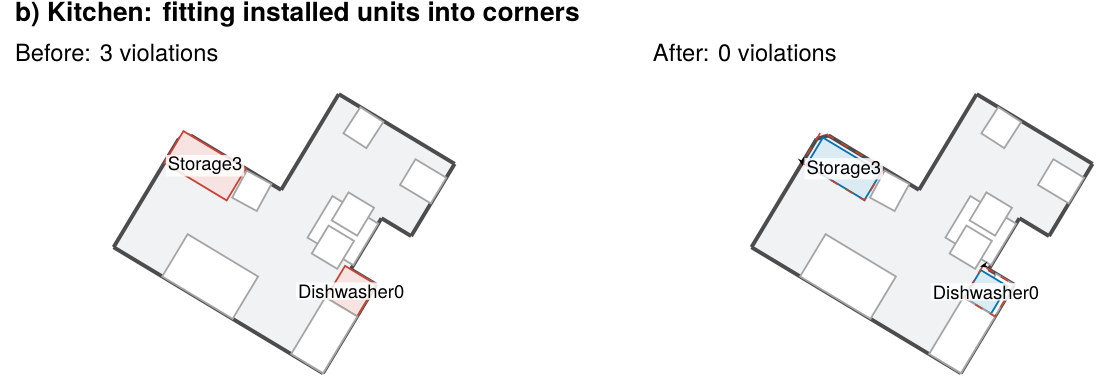 b) Kitchen: fitting installed units into corners
Before: 3 violations
After: 0 violations
Storage3
Storage3
Dishwasher0
Dishwasher0